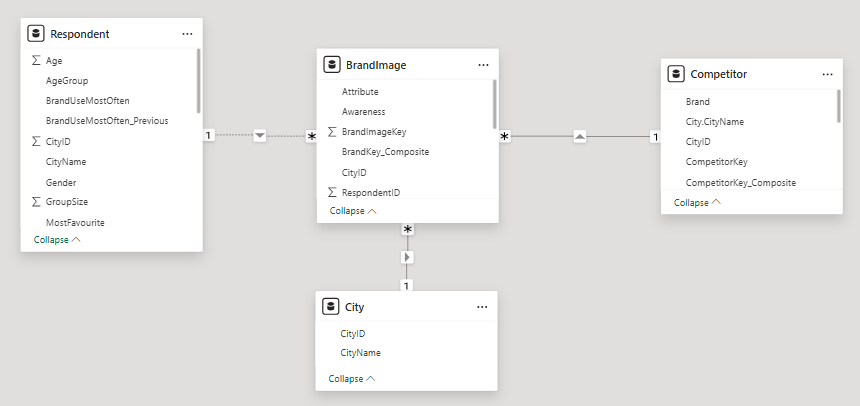 Respondent
Age
AgeGroup
BrandUseMostOften
BrandUseMostOften_Previous
CityID
CityName
Gender
GroupSize
MostFavourite
Collapse
1
*
BrandImage
Attribute
Awareness
BrandImageKey
BrandKey_Composite
CityID
RespondentID
Collapse
*
1
Competitor
Brand
City.CityName
CityID
CompetitorKey
CompetitorKey_Composite
Collapse
*
1
City
CityID
CityName
Collapse